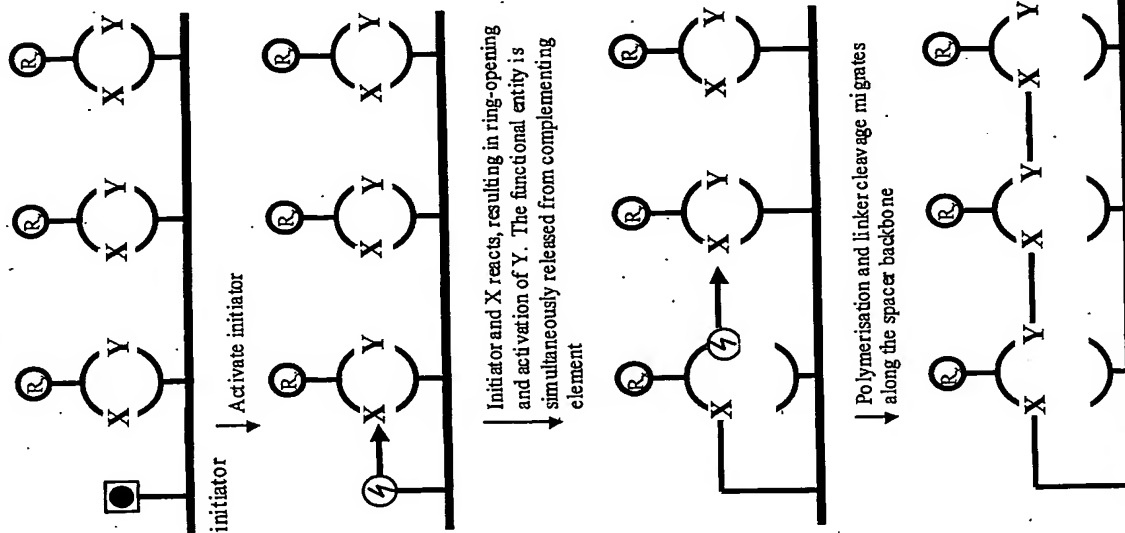 R R R
X Y X Y X Y
initiator
Activate initiator
R R R
X Y X Y X Y
Initiator and X reacts, resulting in ring-opening
and activation of Y. The functional entity is
simultaneously released from complementing
element
R R R
X X Y X Y
Polymerisation and linker cleavage migrates
along the spacer backbone
R R R
X Y X Y X Y